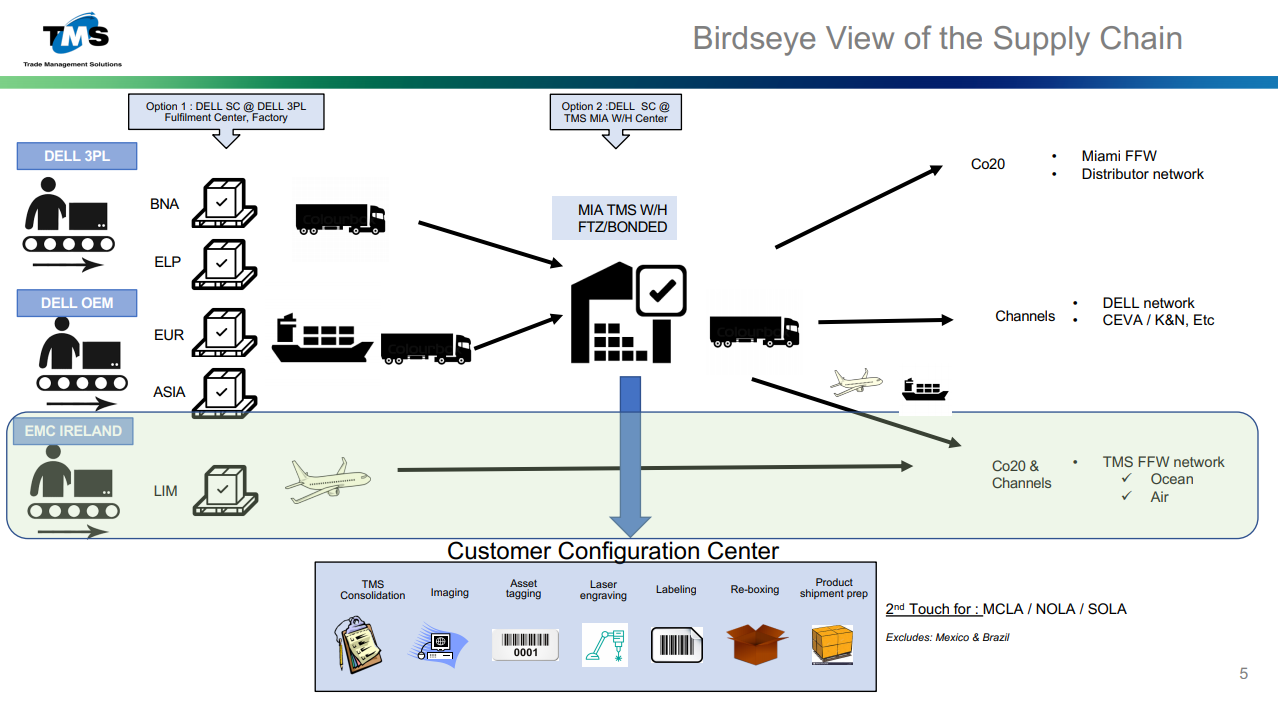 TMS
Trade Management Solutions
Birdseye View of the Supply Chain
Option 1 : DELL SC @ DELL 3PL
Fulfilment Center, Factory
Option 2 :DELL SC @
TMS MIA W/H Center
DELL 3PL
BNA
ELP
DELL OEM
EUR
ASIA
EMC IRELAND
LIM
MIA TMS W/H
FTZ/BONDED
Co20
• Miami FFW
• Distributor network
Channels
• DELL network
• CEVA / K&N, Etc
Co20 &
Channels
• TMS FFW network
✓ Ocean
✓ Air
Customer Configuration Center
TMS
Consolidation
Imaging
Asset
tagging
Laser
engraving
Labeling
Re-boxing
Product
shipment prep
0001
2nd Touch for : MCLA / NOLA / SOLA
Excludes: Mexico & Brazil
5